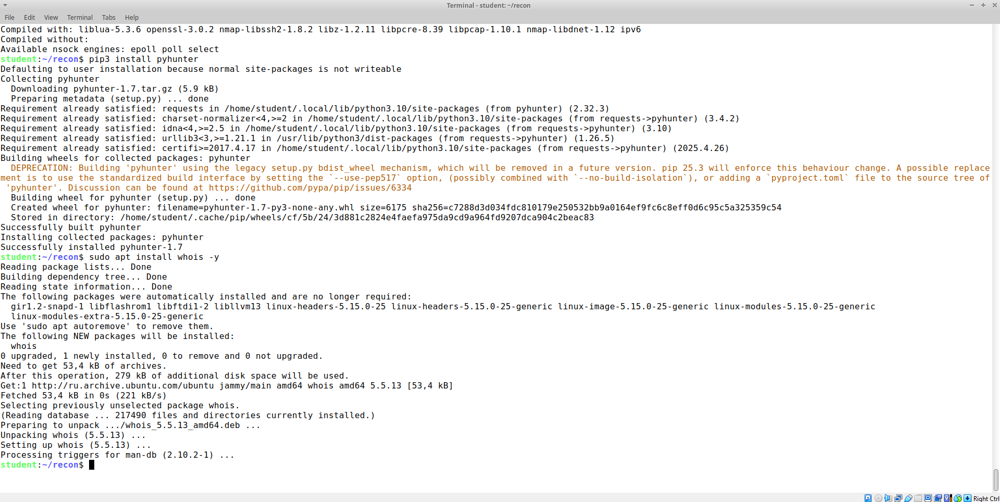 Terminal - student: ~/recon
File Edit View Terminal Tabs Help
Compiled with: liblua-5.3.6 openssl-3.0.2 nmap-libssh2-1.8.2 libz-1.2.11 libpcre-8.39 libpcap-1.10.1 nmap-libdnet-1.12 ipv6
Compiled without:
Available nsock engines: epoll poll select
student:~/recon$ pip3 install pyhunter
Defaulting to user installation because normal site-packages is not writeable
Collecting pyhunter
  Downloading pyhunter-1.7.tar.gz (5.9 kB)
  Preparing metadata (setup.py) ... done
Requirement already satisfied: requests in /home/student/.local/lib/python3.10/site-packages (from pyhunter) (2.32.3)
Requirement already satisfied: charset-normalizer<4,>=2 in /home/student/.local/lib/python3.10/site-packages (from requests->pyhunter) (3.4.2)
Requirement already satisfied: idna<4,>=2.5 in /home/student/.local/lib/python3.10/site-packages (from requests->pyhunter) (3.10)
Requirement already satisfied: urllib3<3,>=1.21.1 in /usr/lib/python3/dist-packages (from requests->pyhunter) (1.26.5)
Requirement already satisfied: certifi>=2017.4.17 in /home/student/.local/lib/python3.10/site-packages (from requests->pyhunter) (2025.4.26)
Building wheels for collected packages: pyhunter
  DEPRECATION: Building 'pyhunter' using the legacy setup.py bdist_wheel mechanism, which will be removed in a future version. pip 25.3 will enforce this behaviour change. A possible replace
ment is to use the standardized build interface by setting the `--use-pep517` option, (possibly combined with `--no-build-isolation`), or adding a `pyproject.toml` file to the source tree of
 'pyhunter'. Discussion can be found at https://github.com/pypa/pip/issues/6334
  Building wheel for pyhunter (setup.py) ... done
  Created wheel for pyhunter: filename=pyhunter-1.7-py3-none-any.whl size=6175 sha256=c7288d3d034fdc810179e250532bb9a0164ef9fc6c8eff0d6c95c5a325359c54
  Stored in directory: /home/student/.cache/pip/wheels/cf/5b/24/3d881c2824e4faefa975da9cd9a964fd9207dca904c2beac83
Successfully built pyhunter
Installing collected packages: pyhunter
Successfully installed pyhunter-1.7
student:~/recon$ sudo apt install whois -y
Reading package lists... Done
Building dependency tree... Done
Reading state information... Done
The following packages were automatically installed and are no longer required:
  gir1.2-snapd-1 libflashrom1 libftdi1-2 libllvm13 linux-headers-5.15.0-25 linux-headers-5.15.0-25-generic linux-image-5.15.0-25-generic linux-modules-5.15.0-25-generic
  linux-modules-extra-5.15.0-25-generic
Use 'sudo apt autoremove' to remove them.
The following NEW packages will be installed:
  whois
0 upgraded, 1 newly installed, 0 to remove and 0 not upgraded.
Need to get 53,4 kB of archives.
After this operation, 279 kB of additional disk space will be used.
Get:1 http://ru.archive.ubuntu.com/ubuntu jammy/main amd64 whois amd64 5.5.13 [53,4 kB]
Fetched 53,4 kB in 0s (221 kB/s)
Selecting previously unselected package whois.
(Reading database ... 217490 files and directories currently installed.)
Preparing to unpack .../whois_5.5.13_amd64.deb ...
Unpacking whois (5.5.13) ...
Setting up whois (5.5.13) ...
Processing triggers for man-db (2.10.2-1) ...
student:~/recon$
Right Ctrl